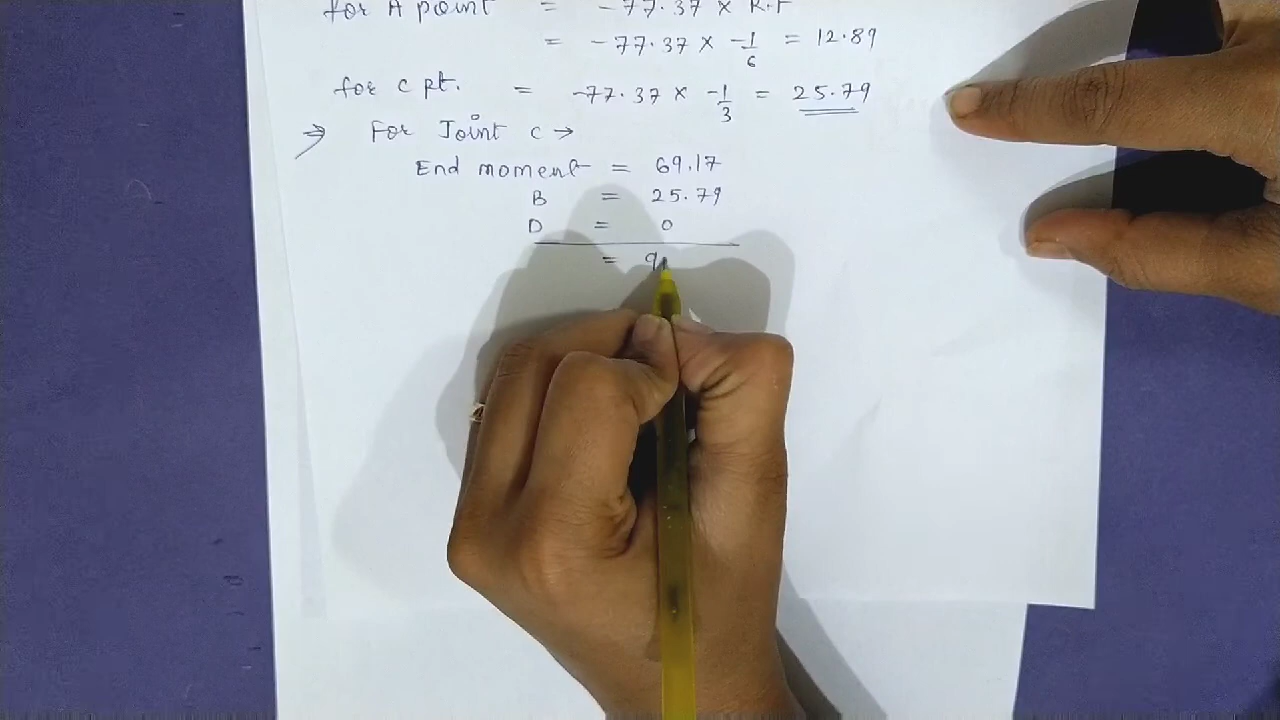 for A point = -77.37 × R.F
= -77.37 × -1/6 = 12.89
for c pt. = -77.37 × -1/3 = 25.79
⇒ For Joint c →
End moment = 69.17
B = 25.79
D = 0
= 9